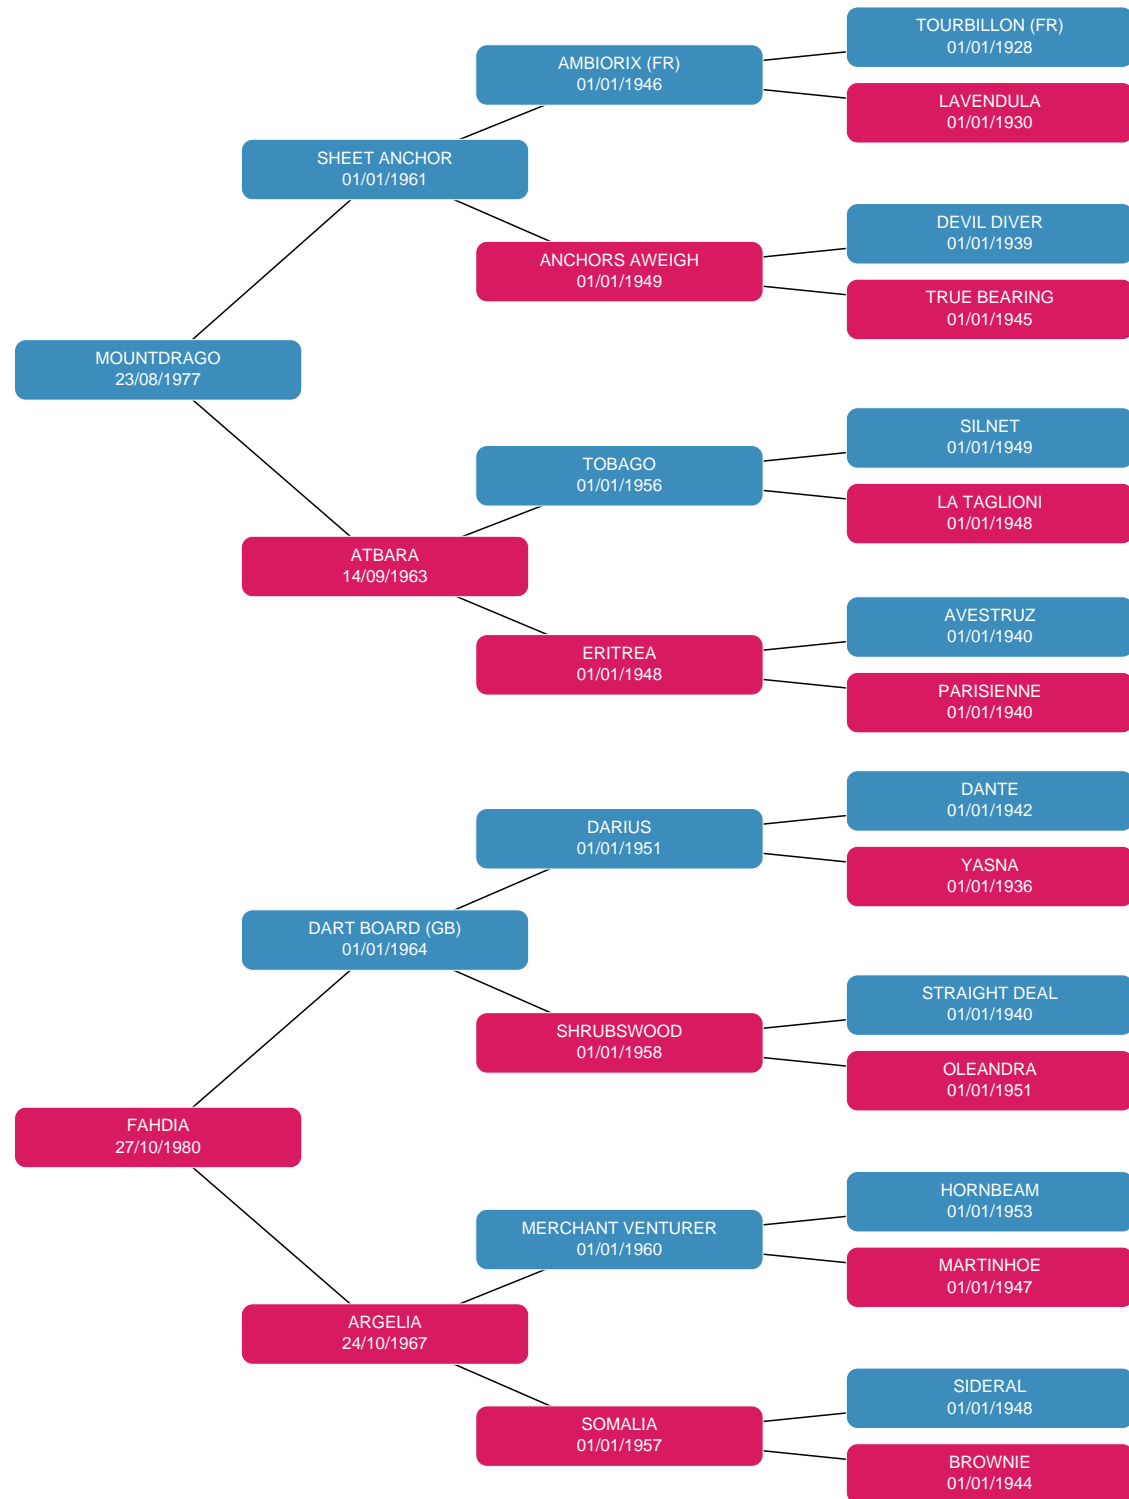 TOURBILLON (FR)
01/01/1928
AMBIORIX (FR)
01/01/1946
LAVENDULA
01/01/1930
SHEET ANCHOR
01/01/1961
DEVIL DIVER
01/01/1939
ANCHORS AWEIGH
01/01/1949
TRUE BEARING
01/01/1945
MOUNTDRAGO
23/08/1977
SILNET
01/01/1949
TOBAGO
01/01/1956
LA TAGLIONI
01/01/1948
ATBARA
14/09/1963
AVESTRUZ
01/01/1940
ERITREA
01/01/1948
PARISIENNE
01/01/1940
DANTE
01/01/1942
DARIUS
01/01/1951
YASNA
01/01/1936
DART BOARD (GB)
01/01/1964
STRAIGHT DEAL
01/01/1940
SHRUBSWOOD
01/01/1958
OLEANDRA
01/01/1951
FAHDIA
27/10/1980
HORNBEAM
01/01/1953
MERCHANT VENTURER
01/01/1960
MARTINHOE
01/01/1947
ARGELIA
24/10/1967
SIDERAL
01/01/1948
SOMALIA
01/01/1957
BROWNIE
01/01/1944